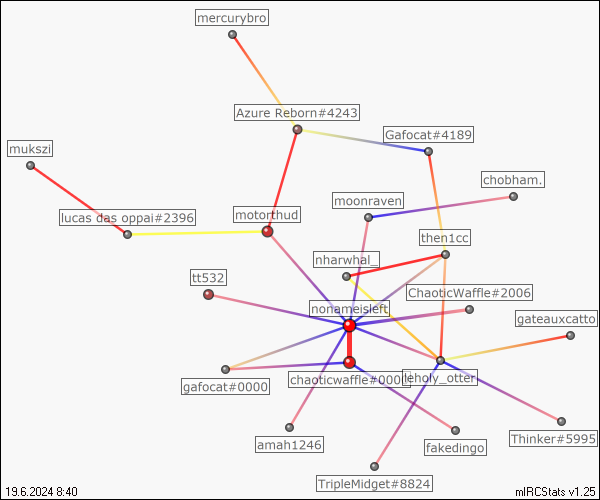 mercurybro
Azure Reborn#4243
Gafocat#4189
mukszi
chobham.
moonraven
lucas das oppai#2396
motorthud
then1cc
nharwhal_
tt532
ChaoticWaffle#2006
nonameisleft
gateauxcatto
chaoticwaffle#0000
leholy_otter
gafocat#0000
Thinker#5995
amah1246
fakedingo
TripleMidget#8824
19.6.2024 8:40
mIRCStats v1.25